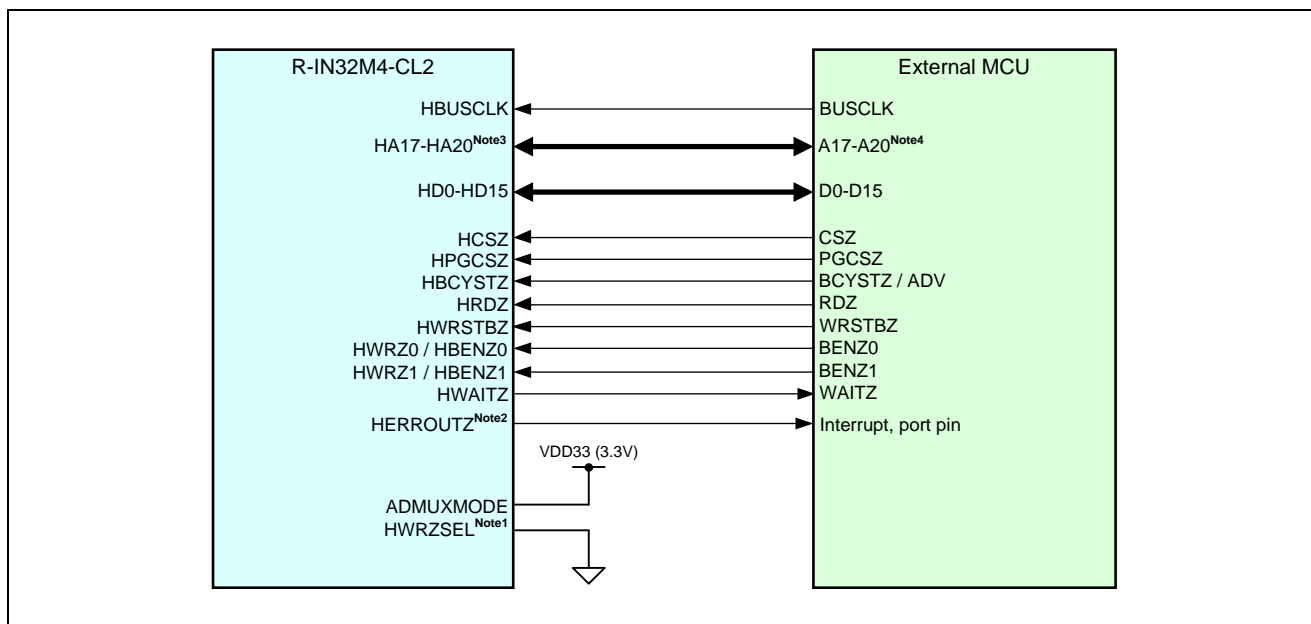 R-IN32M4-CL2 External MCU
HBUSCLK BUSCLK
HA17-HA20Note3 A17-A20Note4
HD0-HD15 D0-D15
HCSZ CSZ
HPGCSZ PGCSZ
HBCYSTZ BCYSTZ / ADV
HRDZ RDZ
HWRSTBZ WRSTBZ
HWRZ0 / HBENZ0 BENZ0
HWRZ1 / HBENZ1 BENZ1
HWAITZ WAITZ
HERROUTZNote2 Interrupt, port pin
VDD33 (3.3V)
ADMUXMODE
HWRZSELNote1